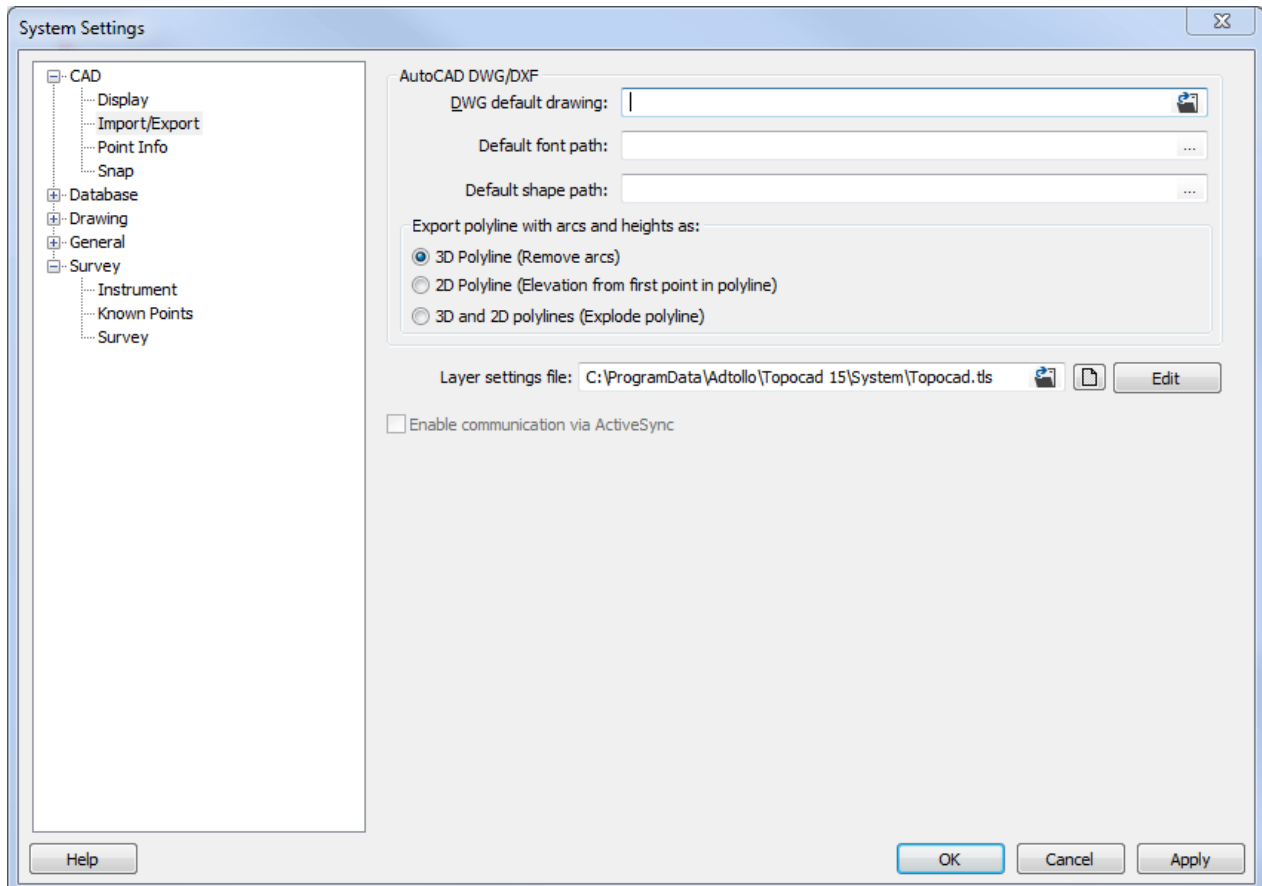 System Settings
CAD
Display
Import/Export
Point Info
Snap
Database
Drawing
General
Survey
Instrument
Known Points
Survey
AutoCAD DWG/DXF
DWG default drawing:
Default font path:
...
Default shape path:
...
Export polyline with arcs and heights as:
3D Polyline (Remove arcs)
2D Polyline (Elevation from first point in polyline)
3D and 2D polylines (Explode polyline)
Layer settings file: C:\ProgramData\Adtollo\Topocad 15\System\Topocad.tls Edit
Enable communication via ActiveSync
Help OK Cancel Apply